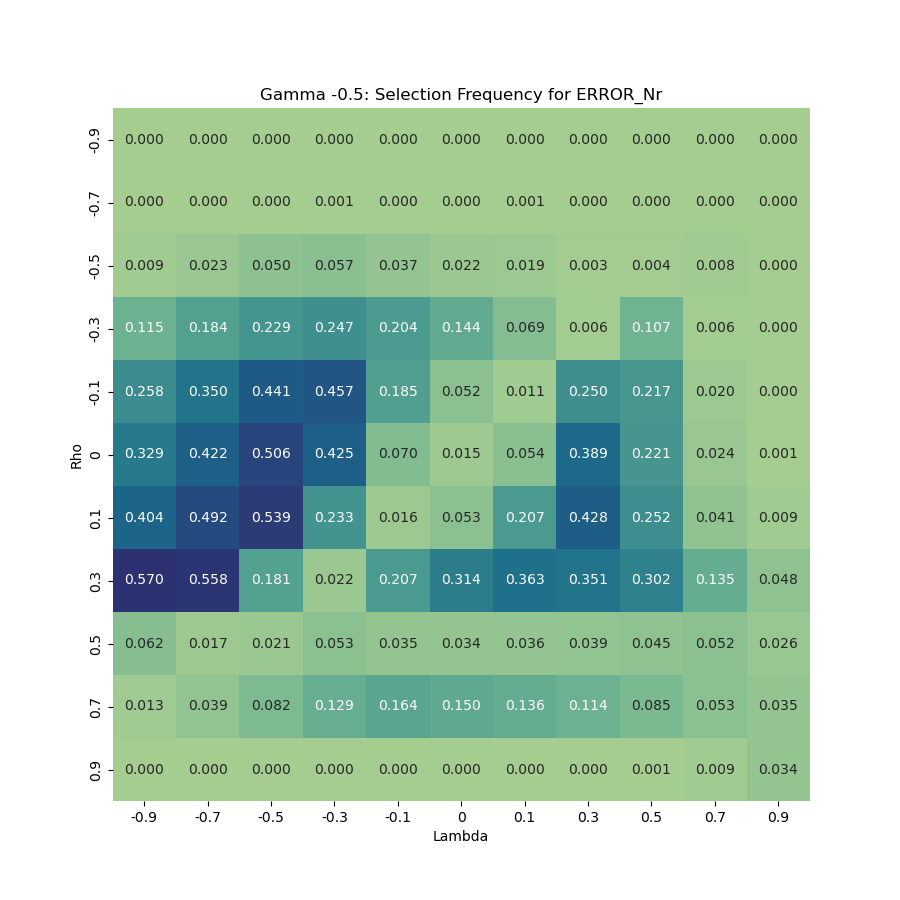 Gamma -0.5: Selection Frequency for ERROR_Nr
-0.9 0.000 0.000 0.000 0.000 0.000 0.000 0.000 0.000 0.000 0.000 0.000
-0.7 0.000 0.000 0.000 0.001 0.000 0.000 0.001 0.000 0.000 0.000 0.000
-0.5 0.009 0.023 0.050 0.057 0.037 0.022 0.019 0.003 0.004 0.008 0.000
-0.3 0.115 0.184 0.229 0.247 0.204 0.144 0.069 0.006 0.107 0.006 0.000
-0.1 0.258 0.350 0.441 0.457 0.185 0.052 0.011 0.250 0.217 0.020 0.000
Rho
0 0.329 0.422 0.506 0.425 0.070 0.015 0.054 0.389 0.221 0.024 0.001
0.1 0.404 0.492 0.539 0.233 0.016 0.053 0.207 0.428 0.252 0.041 0.009
0.3 0.570 0.558 0.181 0.022 0.207 0.314 0.363 0.351 0.302 0.135 0.048
0.5 0.062 0.017 0.021 0.053 0.035 0.034 0.036 0.039 0.045 0.052 0.026
0.7 0.013 0.039 0.082 0.129 0.164 0.150 0.136 0.114 0.085 0.053 0.035
0.9 0.000 0.000 0.000 0.000 0.000 0.000 0.000 0.000 0.001 0.009 0.034
-0.9 -0.7 -0.5 -0.3 -0.1 0 0.1 0.3 0.5 0.7 0.9
Lambda